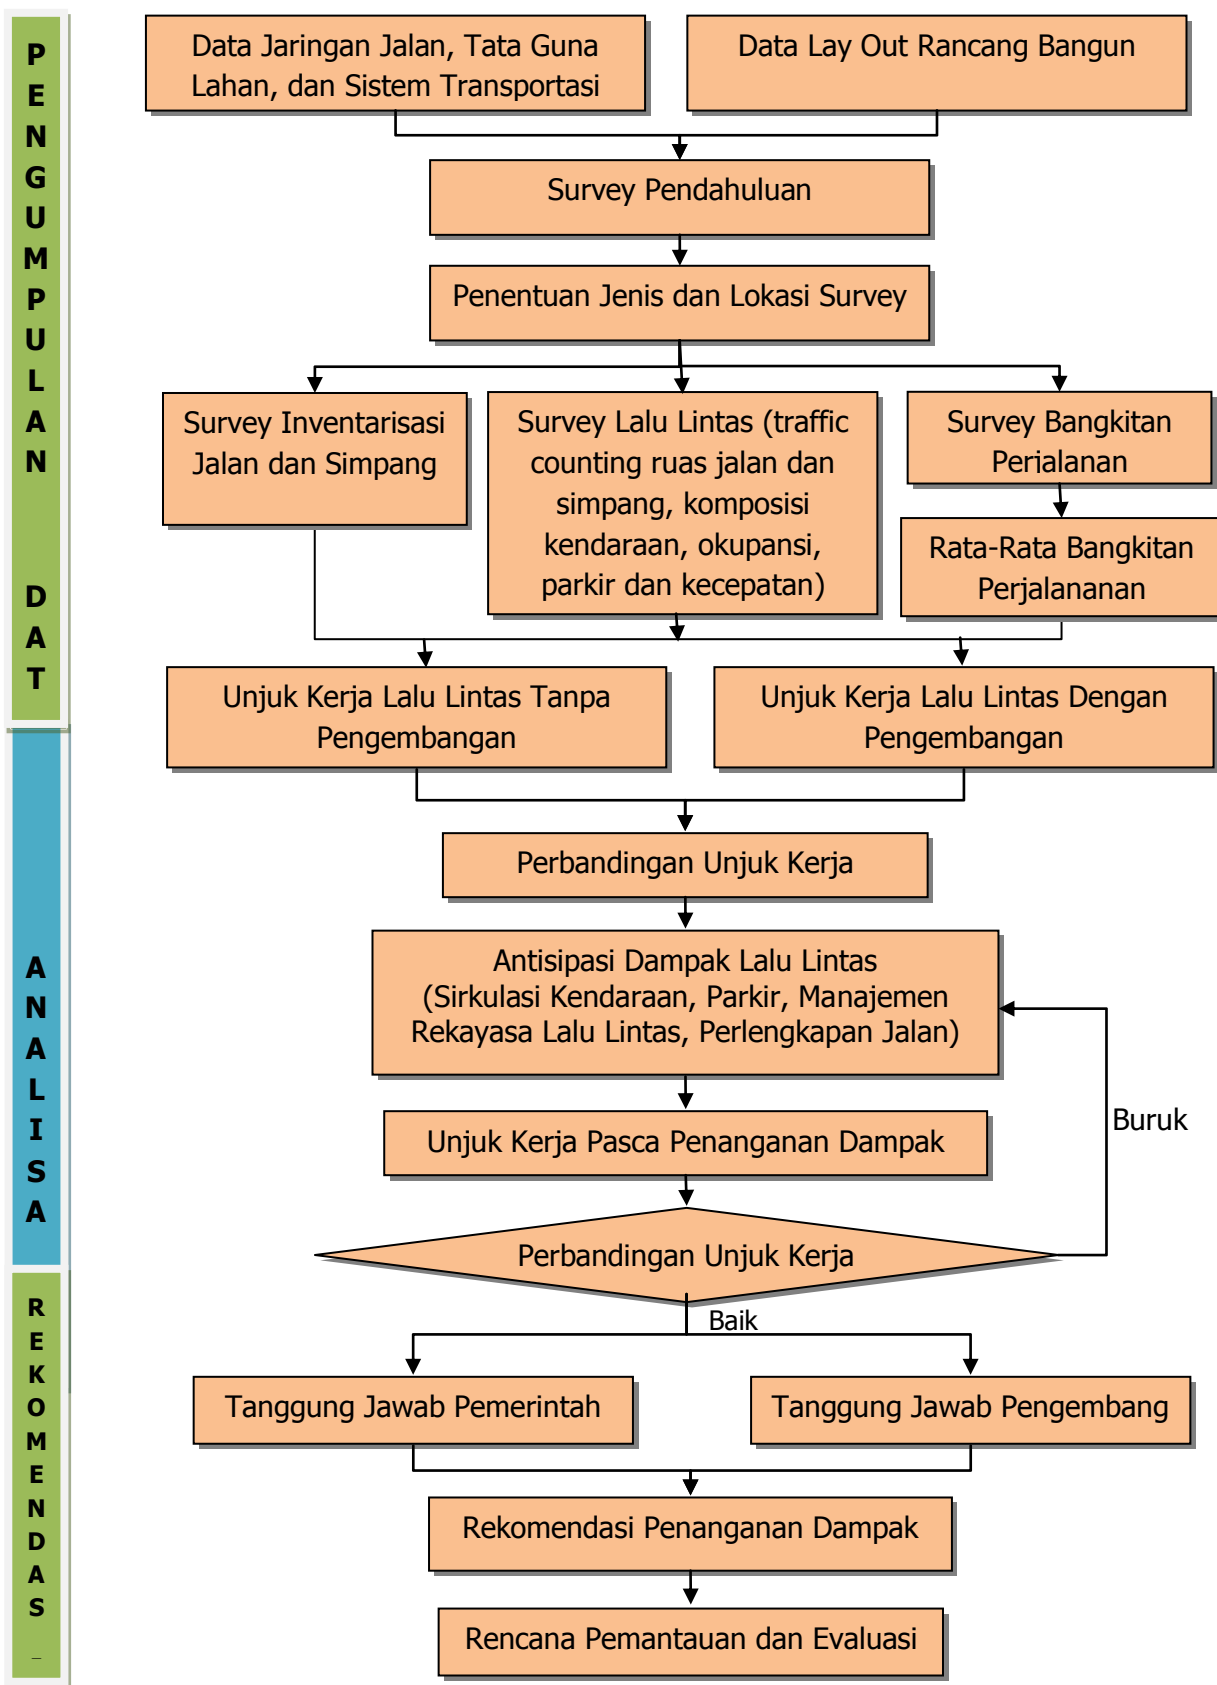 PENGUMPULAN DAT
Data Jaringan Jalan, Tata Guna
Lahan, dan Sistem Transportasi
Data Lay Out Rancang Bangun
Survey Pendahuluan
Penentuan Jenis dan Lokasi Survey
Survey Inventarisasi
Jalan dan Simpang
Survey Lalu Lintas (traffic
counting ruas jalan dan
simpang, komposisi
kendaraan, okupansi,
parkir dan kecepatan)
Survey Bangkitan
Perjalanan
Rata-Rata Bangkitan
Perjalananan
Unjuk Kerja Lalu Lintas Tanpa
Pengembangan
Unjuk Kerja Lalu Lintas Dengan
Pengembangan
ANALISA
Perbandingan Unjuk Kerja
Antisipasi Dampak Lalu Lintas
(Sirkulasi Kendaraan, Parkir, Manajemen
Rekayasa Lalu Lintas, Perlengkapan Jalan)
Unjuk Kerja Pasca Penanganan Dampak
Buruk
Perbandingan Unjuk Kerja
Baik
REKOMENDAS
Tanggung Jawab Pemerintah
Tanggung Jawab Pengembang
Rekomendasi Penanganan Dampak
Rencana Pemantauan dan Evaluasi